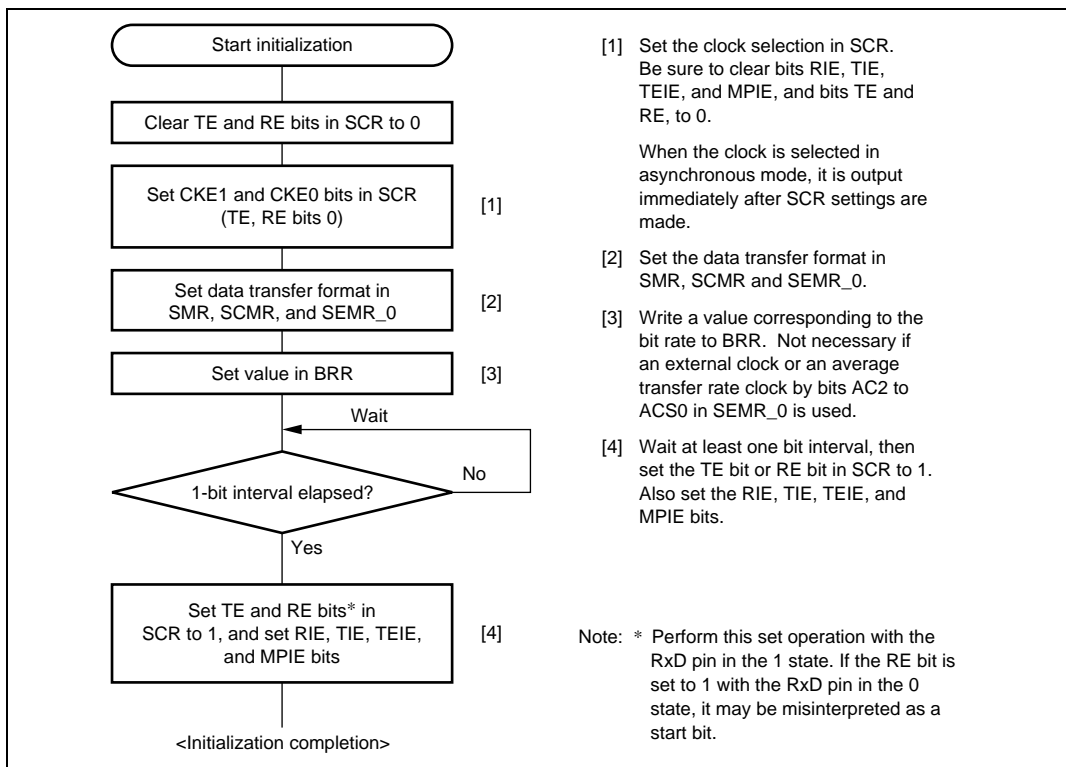 Start initialization
Clear TE and RE bits in SCR to 0
Set CKE1 and CKE0 bits in SCR
(TE, RE bits 0)
[1]
Set data transfer format in
SMR, SCMR, and SEMR_0
[2]
Set value in BRR
[3]
Wait
1-bit interval elapsed?
No
Yes
Set TE and RE bits* in
SCR to 1, and set RIE, TIE, TEIE,
and MPIE bits
[4]
<Initialization completion>
[1] Set the clock selection in SCR.
Be sure to clear bits RIE, TIE,
TEIE, and MPIE, and bits TE and
RE, to 0.
When the clock is selected in
asynchronous mode, it is output
immediately after SCR settings are
made.
[2] Set the data transfer format in
SMR, SCMR and SEMR_0.
[3] Write a value corresponding to the
bit rate to BRR. Not necessary if
an external clock or an average
transfer rate clock by bits AC2 to
ACS0 in SEMR_0 is used.
[4] Wait at least one bit interval, then
set the TE bit or RE bit in SCR to 1.
Also set the RIE, TIE, TEIE, and
MPIE bits.
Note: * Perform this set operation with the
RxD pin in the 1 state. If the RE bit is
set to 1 with the RxD pin in the 0
state, it may be misinterpreted as a
start bit.